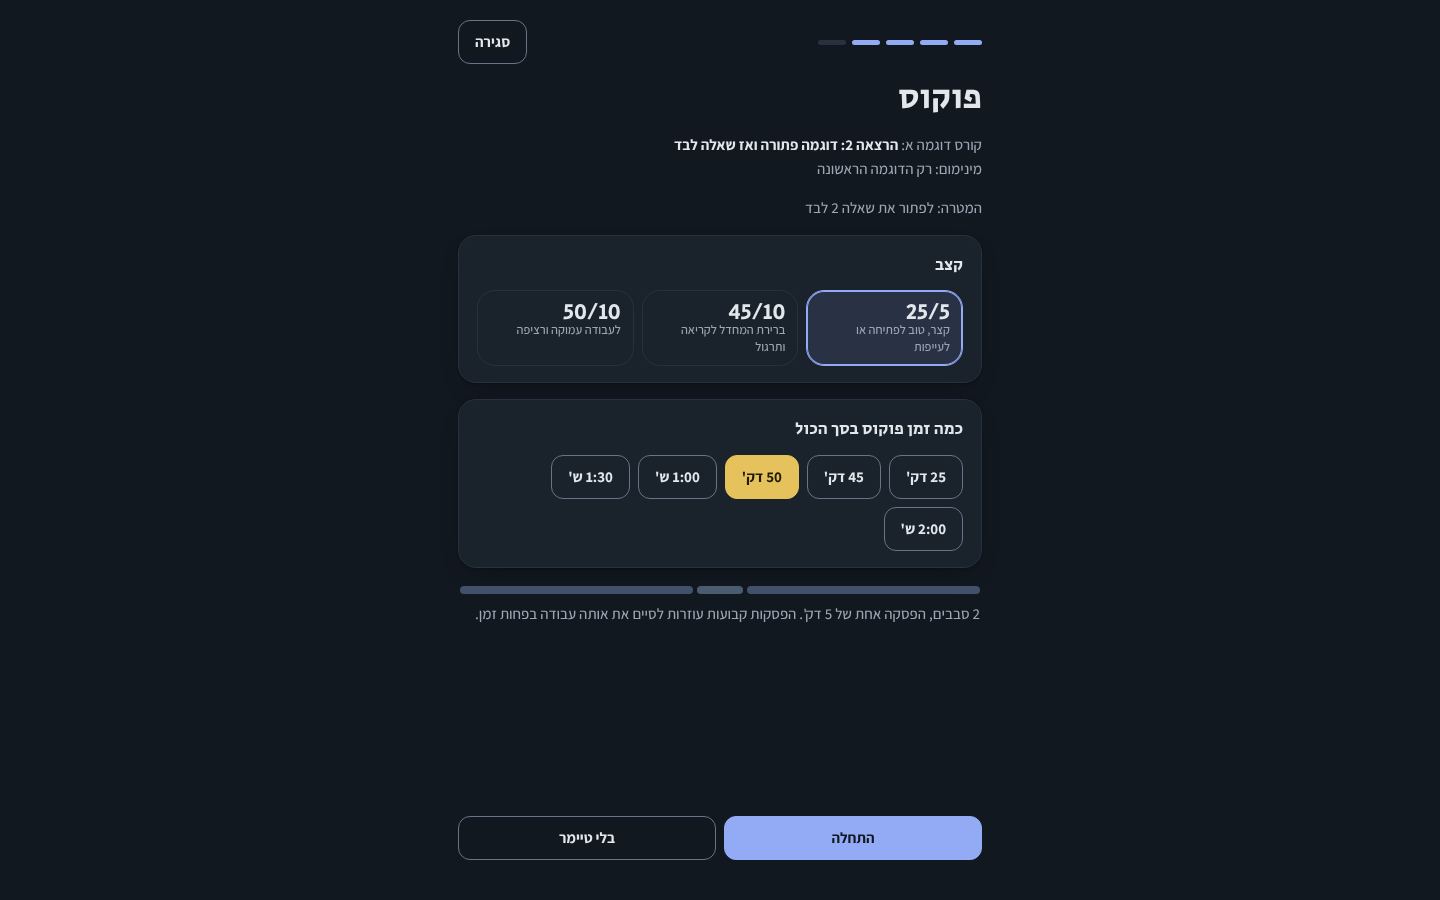 סגירה
פוקוס
קורס דוגמה א: הרצאה 2: דוגמה פתורה ואז שאלה לבד
מינימום: רק הדוגמה הראשונה
המטרה: לפתור את שאלה 2 לבד
קצב
25/5
קצר, טוב לפתיחה או
לעייפות
45/10
ברירת המחדל לקריאה
ותרגול
50/10
לעבודה עמוקה ורציפה
כמה זמן פוקוס בסך הכול
25 דק'
45 דק'
50 דק'
1:00 ש'
1:30 ש'
2:00 ש'
2 סבבים, הפסקה אחת של 5 דק'. הפסקות קבועות עוזרות לסיים את אותה עבודה בפחות זמן.
התחלה
בלי טיימר